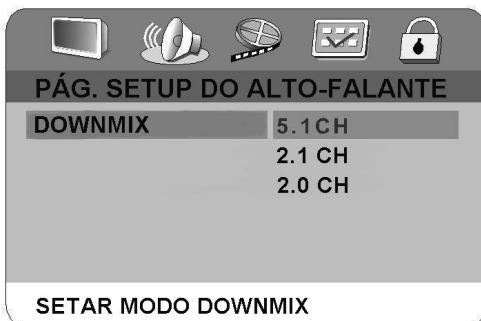 PÁG. SETUP DO ALTO-FALANTE
DOWNMIX 5.1CH
2.1 CH
2.0 CH
SETAR MODO DOWNMIX